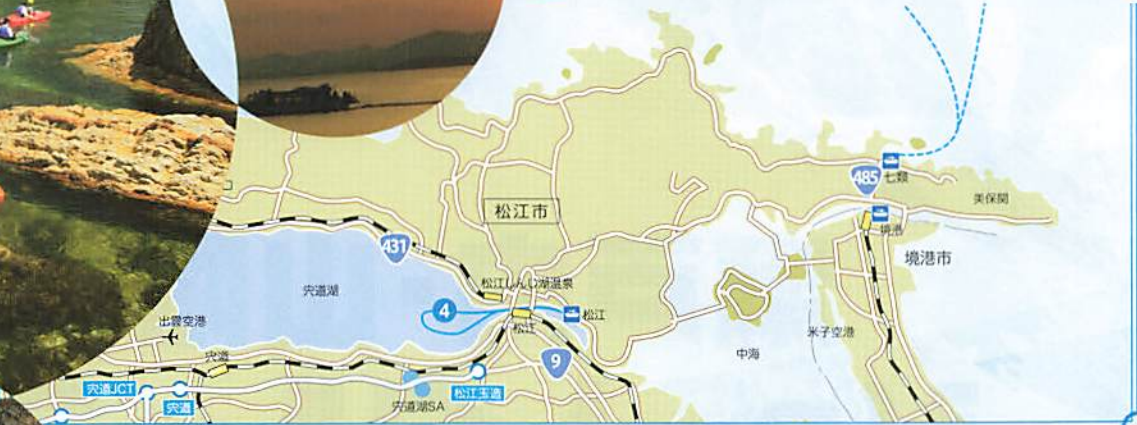 485
七類
美保関
松江市
境港
431
境港市
松江しんじ湖温泉
宍道湖
4
松江
出雲空港
松江
米子空港
宍道
中海
9
宍道JCT
松江玉造
宍道
宍道湖SA